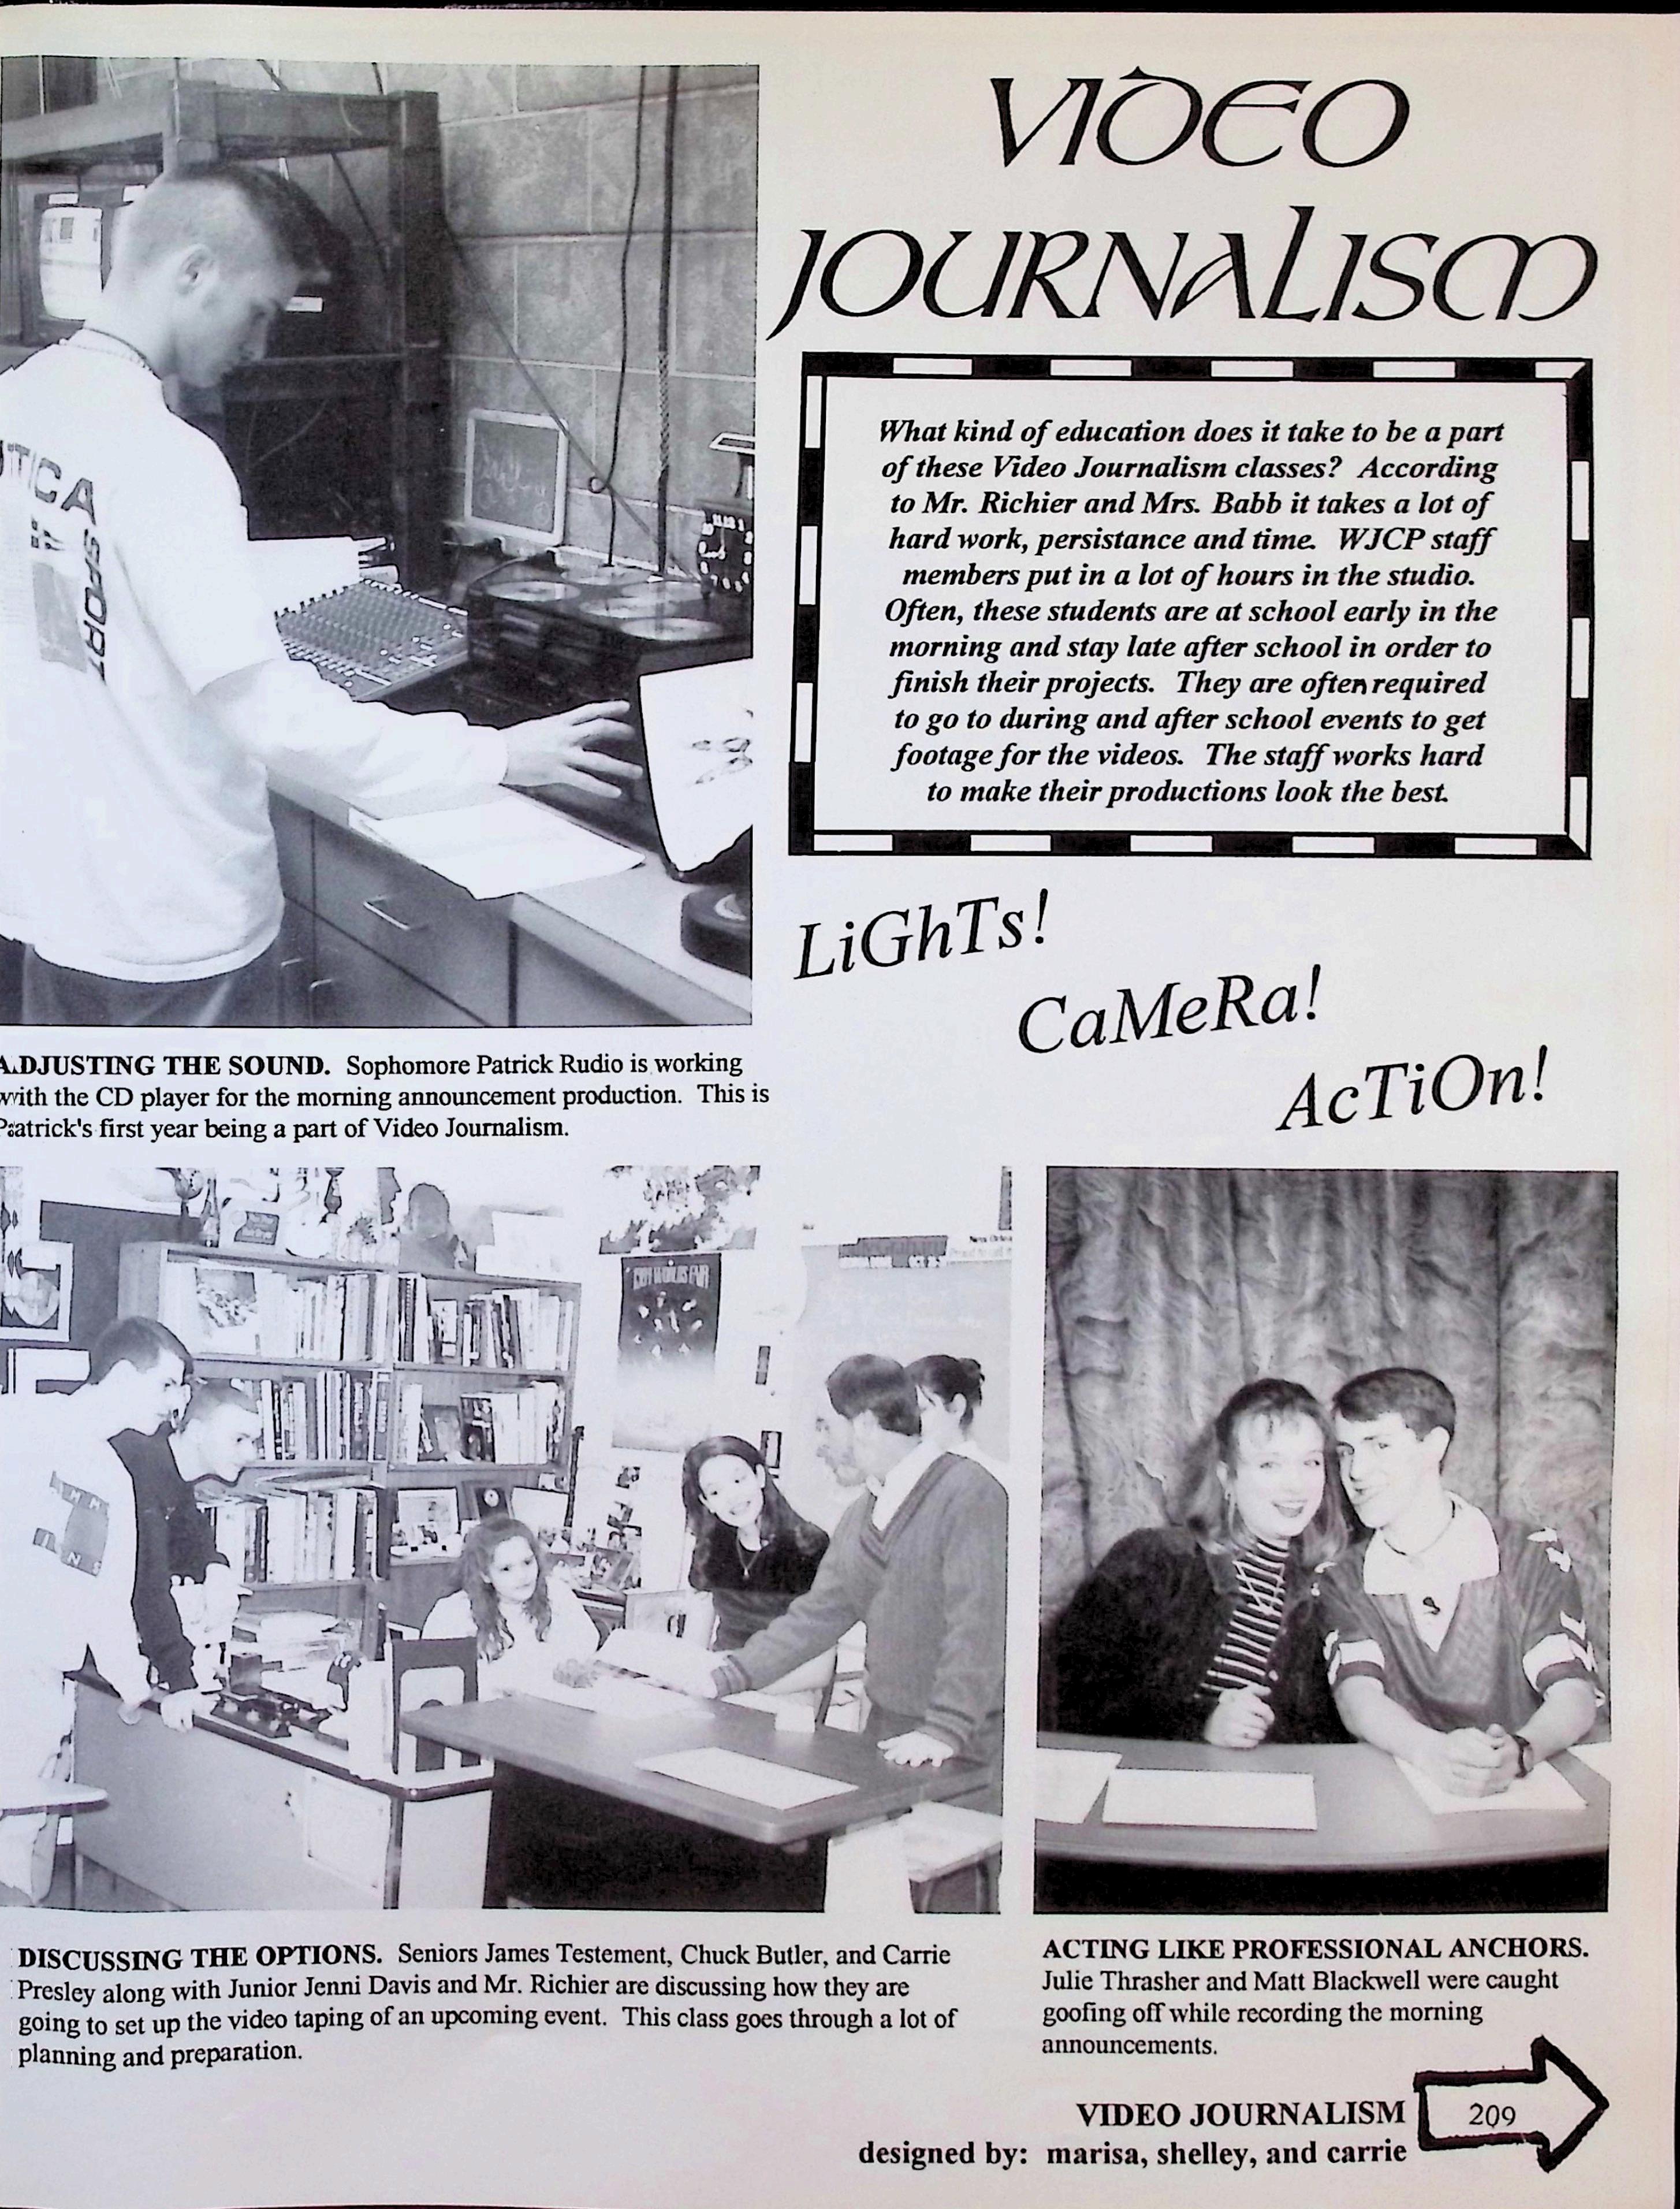 VIDEO
JOURNALISM
What kind of education does it take to be a part
of these Video Journalism classes? According
to Mr. Richier and Mrs. Babb it takes a lot of
hard work, persistance and time. WJCP staff
members put in a lot of hours in the studio.
Often, these students are at school early in the
morning and stay late after school in order to
finish their projects. They are often required
to go to during and after school events to get
footage for the videos. The staff works hard
to make their productions look the best.
LiGhTs!
CaMeRa!
AcTiOn!
TICA
SPORT
ADJUSTING THE SOUND. Sophomore Patrick Rudio is working
with the CD player for the morning announcement production. This is
Patrick's first year being a part of Video Journalism.
DISCUSSING THE OPTIONS. Seniors James Testement, Chuck Butler, and Carrie
Presley along with Junior Jenni Davis and Mr. Richier are discussing how they are
going to set up the video taping of an upcoming event. This class goes through a lot of
planning and preparation.
ACTING LIKE PROFESSIONAL ANCHORS.
Julie Thrasher and Matt Blackwell were caught
goofing off while recording the morning
announcements.
VIDEO JOURNALISM
209
designed by: marisa, shelley, and carrie